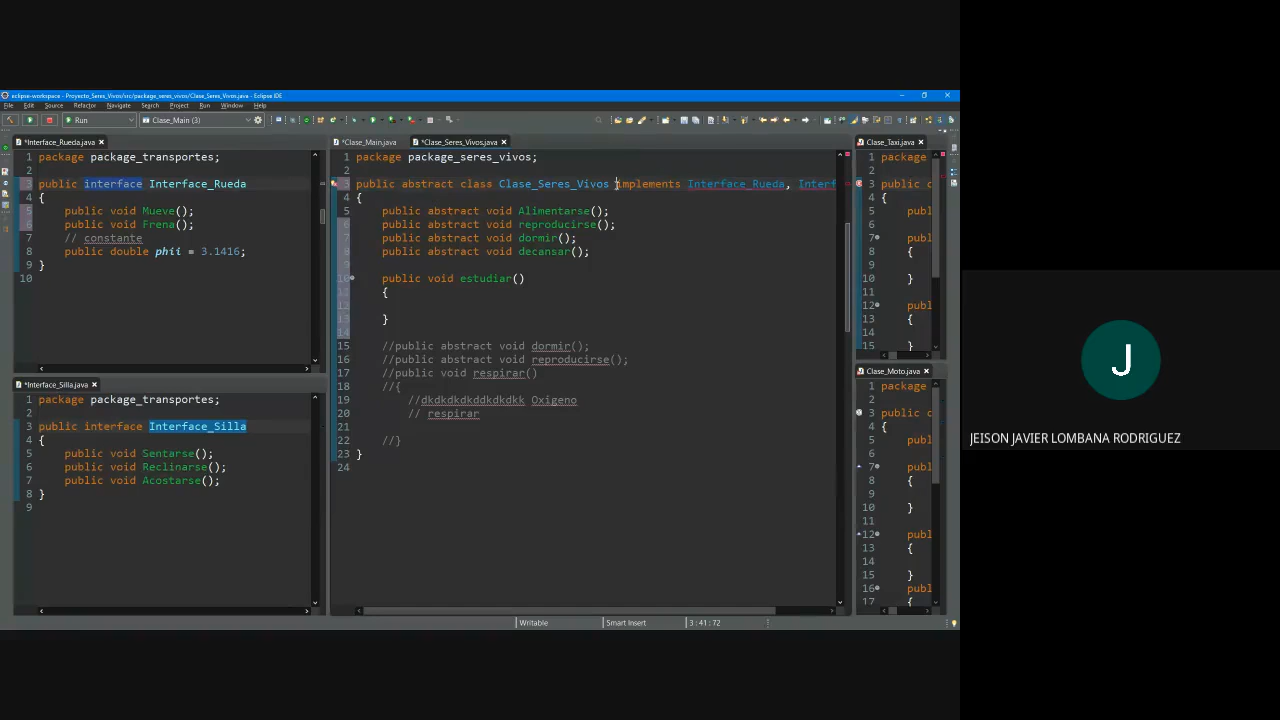 eclipse-workspace - Proyecto_Seres_Vivos/src/package_seres_vivos/Clase_Seres_Vivos.java - Eclipse IDE
File Edit Source Refactor Navigate Search Project Run Window Help
Run
Clase_Main (3)
*Interface_Rueda.java
1 package package_transportes;
2
3 public interface Interface_Rueda
4 {
5 public void Mueve();
6 public void Frena();
7 // constante
8 public double phii = 3.1416;
9 }
10
*Interface_Silla.java
1 package package_transportes;
2
3 public interface Interface_Silla
4 {
5 public void Sentarse();
6 public void Reclinarse();
7 public void Acostarse();
8 }
9
*Clase_Main.java *Clase_Seres_Vivos.java
1 package package_seres_vivos;
2
3 public abstract class Clase_Seres_Vivos implements Interface_Rueda, Interf
4 {
5 public abstract void Alimentarse();
6 public abstract void reproducirse();
7 public abstract void dormir();
8 public abstract void decansar();
9
10 public void estudiar()
11 {
12
13 }
14
15 //public abstract void dormir();
16 //public abstract void reproducirse();
17 //public void respirar()
18 //{
19 //dkdkdkdkddkdkdkk Oxigeno
20 // respirar
22 //}
23 }
24
Clase_Taxi.java
1 package
2
3 public c
4 {
5 publ
6
7 publ
8 {
9
10 }
11
12 publ
13 {
14
15 }
Clase_Moto.java
1 package
2
3 public c
4 {
5 publ
6
7 publ
8 {
9
10 }
11
12 publ
13 {
14
15 }
16 publ
17 {
Writable Smart Insert 3 : 41 : 72
J
JEISON JAVIER LOMBANA RODRIGUEZ